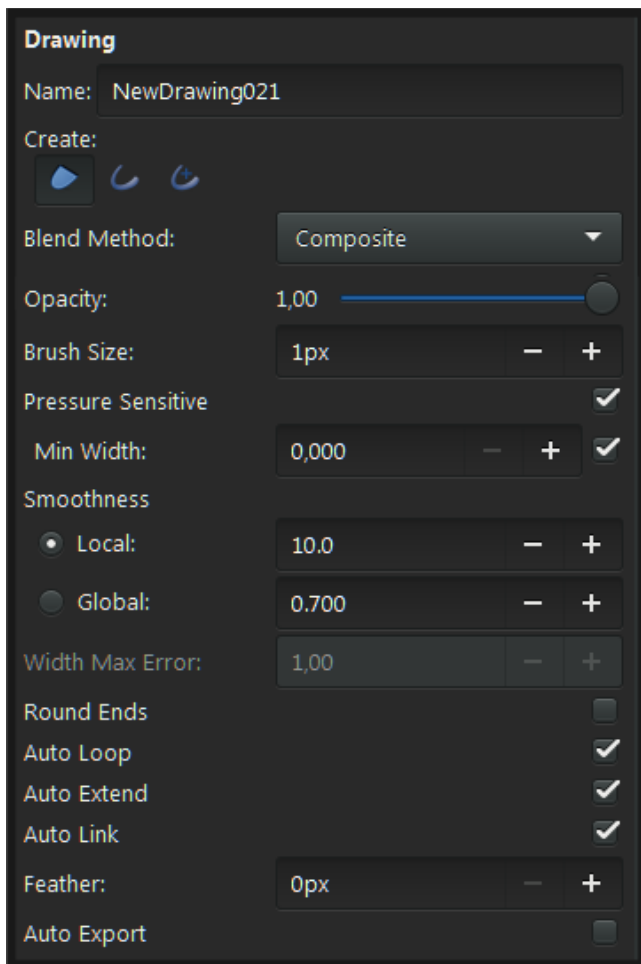 Drawing
Name: NewDrawing021
Create:
Blend Method: Composite
Opacity: 1,00
Brush Size: 1px
Pressure Sensitive
Min Width: 0,000
Smoothness
Local: 10.0
Global: 0.700
Width Max Error: 1,00
Round Ends
Auto Loop
Auto Extend
Auto Link
Feather: 0px
Auto Export